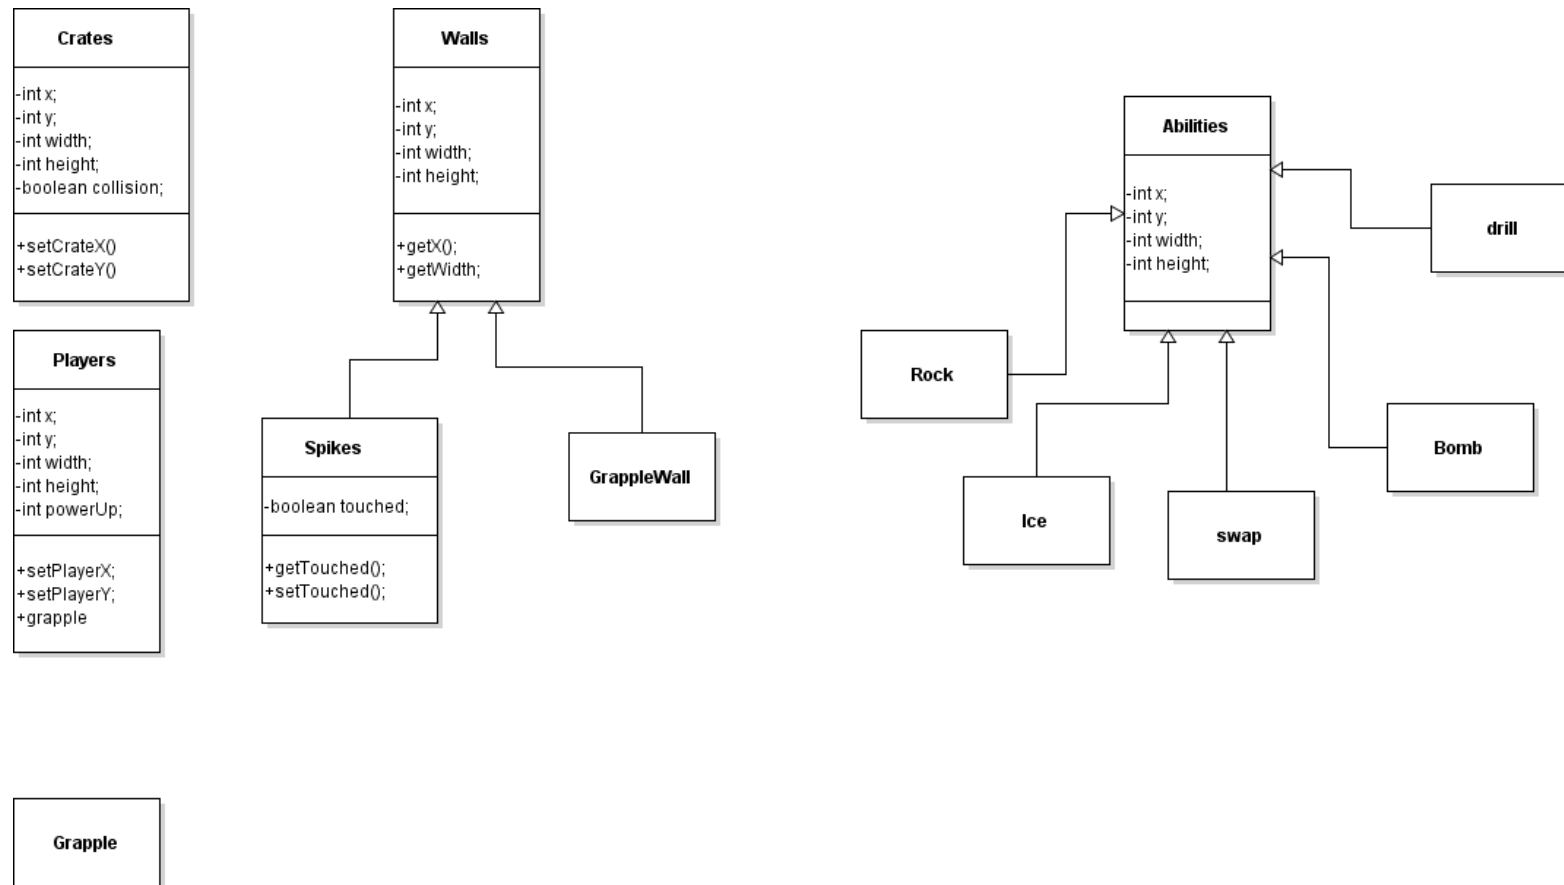 Crates
-int x;
-int y;
-int width;
-int height;
-boolean collision;
+setCrateX()
+setCrateY()
Walls
-int x;
-int y;
-int width;
-int height;
+getX();
+getWidth;
Abilities
-int x;
-int y;
-int width;
-int height;
drill
Players
-int x;
-int y;
-int width;
-int height;
-int powerUp;
+setPlayerX;
+setPlayerY;
+grapple
Spikes
-boolean touched;
+getTouched();
+setTouched();
GrappleWall
Rock
Ice
swap
Bomb
Grapple